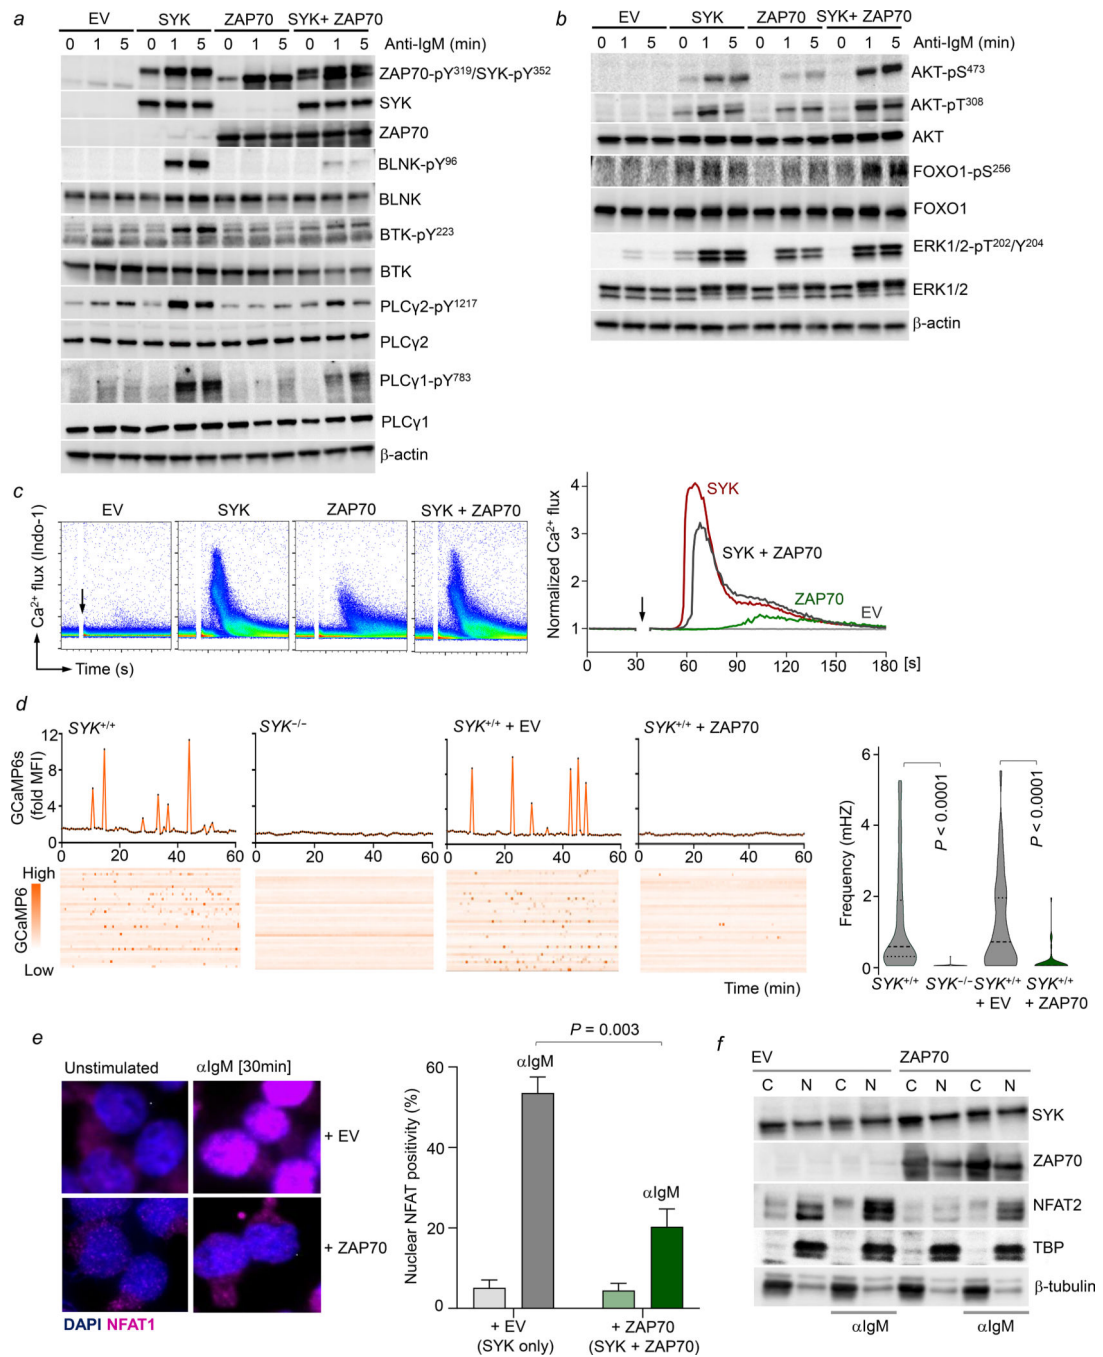 a
EV SYK ZAP70 SYK+ ZAP70
0 1 5 0 1 5 0 1 5 0 1 5 Anti-IgM (min)
ZAP70-pY³¹⁹/SYK-pY³⁵²
SYK
ZAP70
BLNK-pY⁹⁶
BLNK
BTK-pY²²³
BTK
PLCγ2-pY¹²¹⁷
PLCγ2
PLCγ1-pY⁷⁸³
PLCγ1
β-actin
b
EV SYK ZAP70 SYK+ ZAP70
0 1 5 0 1 5 0 1 5 0 1 5 Anti-IgM (min)
AKT-pS⁴⁷³
AKT-pT³⁰⁸
AKT
FOXO1-pS²⁵⁶
FOXO1
ERK1/2-pT²⁰²/Y²⁰⁴
ERK1/2
β-actin
c
EV SYK ZAP70 SYK + ZAP70
Ca²⁺ flux (Indo-1)
Time (s)
Normalized Ca²⁺ flux
4
3
2
1
SYK
SYK + ZAP70
ZAP70
EV
0 30 60 90 120 150 180 [s]
d
SYK⁺/⁺ SYK⁻/⁻ SYK⁺/⁺ + EV SYK⁺/⁺ + ZAP70
GCaMP6s
(fold MFI)
12
8
4
0
0 20 40 60 0 20 40 60 0 20 40 60 0 20 40 60
High
GCaMP6
Low
Time (min)
Frequency (mHZ)
6
4
2
0
P < 0.0001
P < 0.0001
SYK⁺/⁺ SYK⁻/⁻ SYK⁺/⁺ SYK⁺/⁺
+ EV + ZAP70
e
Unstimulated αIgM [30min]
+ EV
+ ZAP70
DAPI NFAT1
Nuclear NFAT positivity (%)
60
40
20
0
P = 0.003
αIgM
αIgM
+ EV + ZAP70
(SYK only) (SYK + ZAP70)
f
EV ZAP70
C N C N C N C N
SYK
ZAP70
NFAT2
TBP
β-tubulin
αIgM αIgM